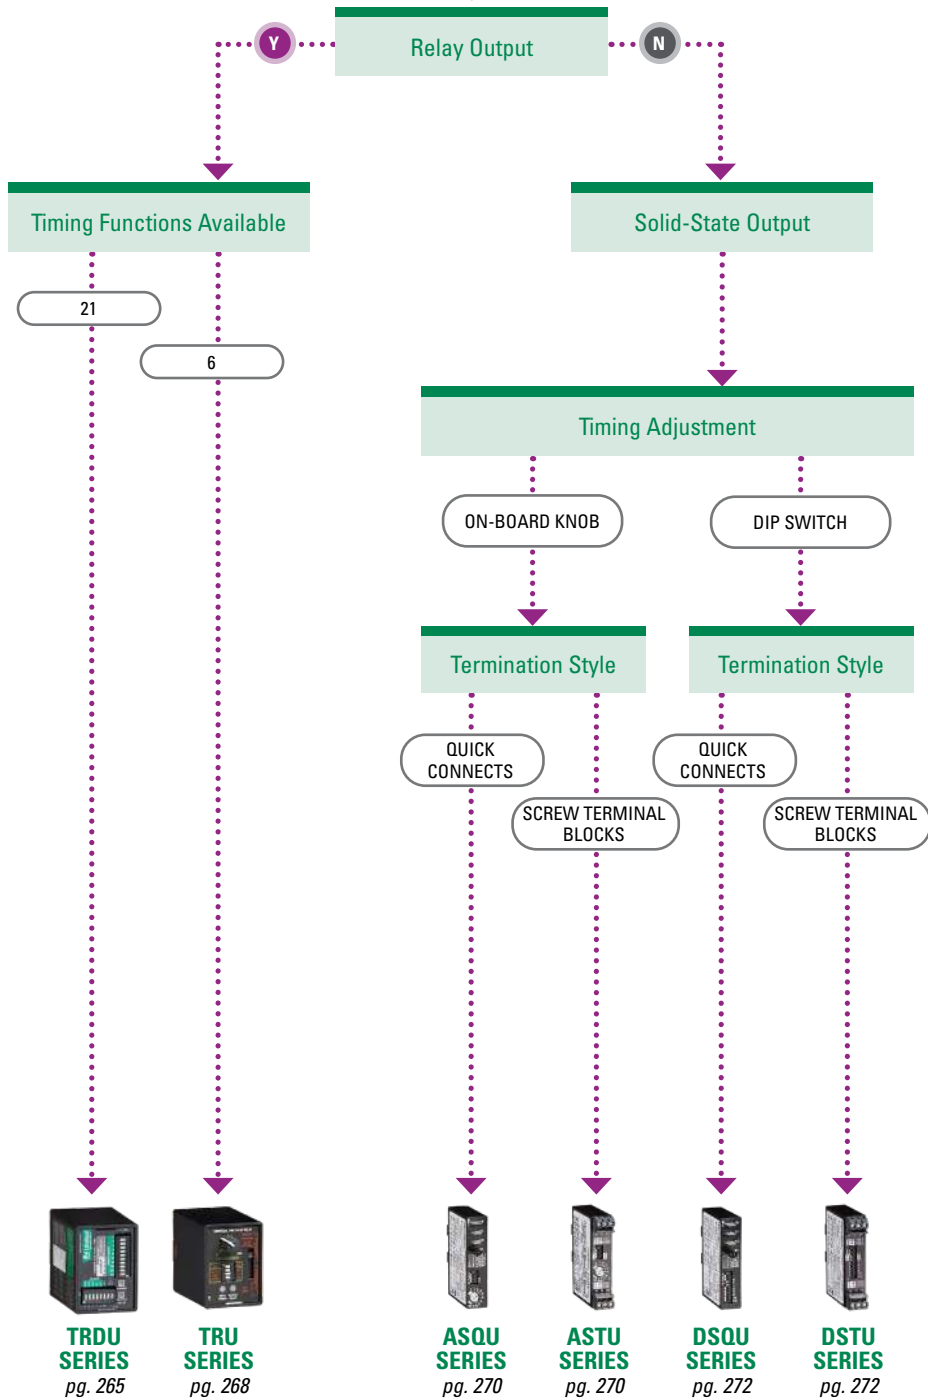 Relay Output
Y
N
Timing Functions Available
Solid-State Output
21
6
Timing Adjustment
ON-BOARD KNOB
DIP SWITCH
Termination Style
Termination Style
QUICK
CONNECTS
SCREW TERMINAL
BLOCKS
QUICK
CONNECTS
SCREW TERMINAL
BLOCKS
TRDU
SERIES
pg. 265
TRU
SERIES
pg. 268
ASQU
SERIES
pg. 270
ASTU
SERIES
pg. 270
DSQU
SERIES
pg. 272
DSTU
SERIES
pg. 272